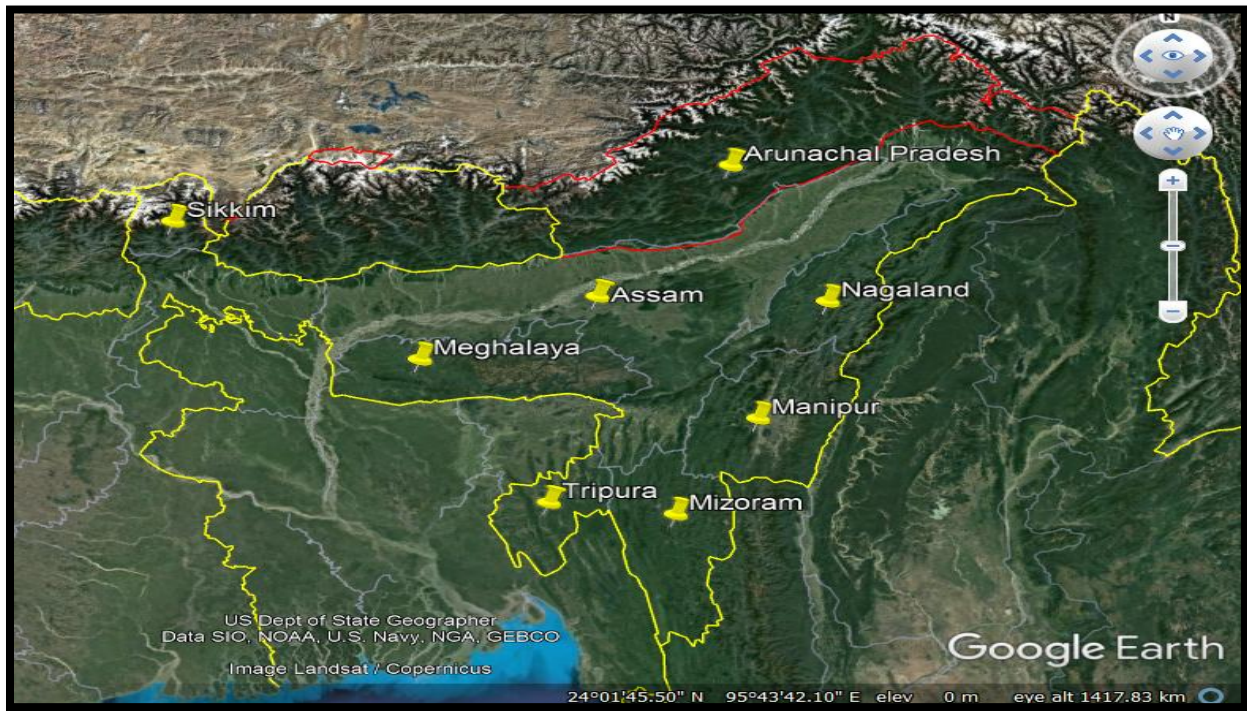 N
Arunachal Pradesh
Sikkim
Assam
Nagaland
Meghalaya
Manipur
Tripura
Mizoram
US Dept of State Geographer
Data SIO, NOAA, U.S. Navy, NGA, GEBCO
Image Landsat / Copernicus
Google Earth
24°01'45.50" N 95°43'42.10" E elev 0 m eye alt 1417.83 km